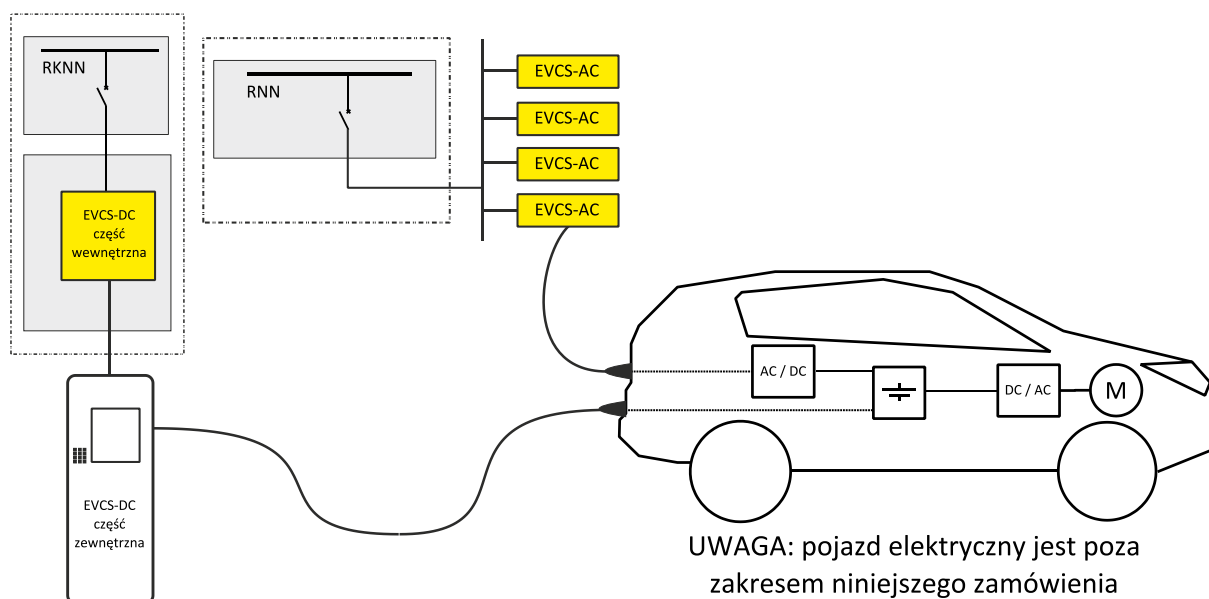 RKNN
RNN
EVCS-AC
EVCS-AC
EVCS-AC
EVCS-AC
EVCS-DC
część
wewnętrzna
AC / DC
DC / AC
M
EVCS-DC
część
zewnętrzna
UWAGA: pojazd elektryczny jest poza
zakresem niniejszego zamówienia